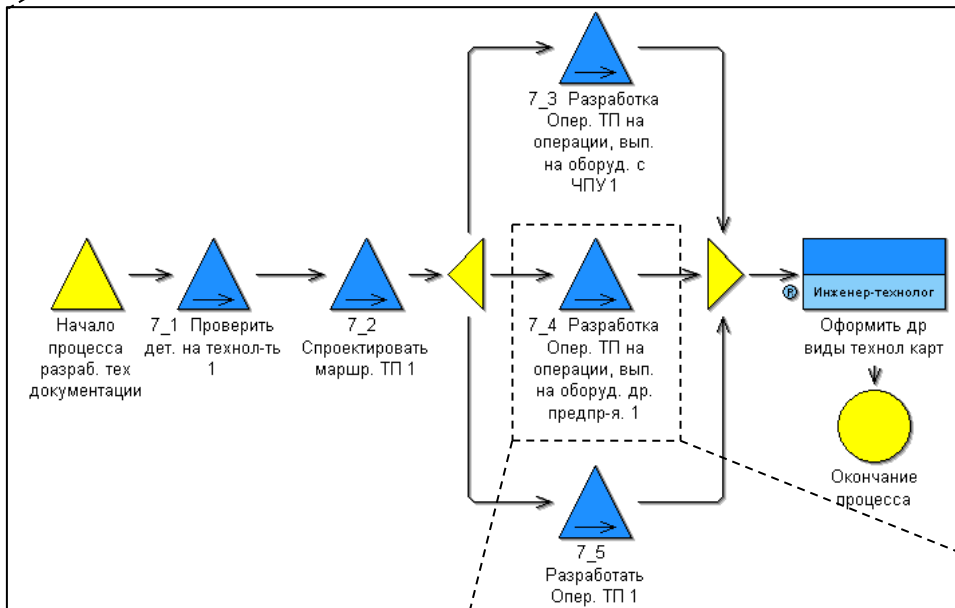 7_3 Разработка
Опер. ТП на
операции, вып.
на оборуд. с
ЧПУ 1
Начало
процесса
разраб. тех
документации
7_1 Проверить
дет. на технол-ть
1
7_2
Спроектировать
маршр. ТП 1
7_4 Разработка
Опер. ТП на
операции, вып.
на оборуд. др.
предпр-я. 1
R
Инженер-технолог
Оформить др
виды технол карт
Окончание
процесса
7_5
Разработать
Опер. ТП 1